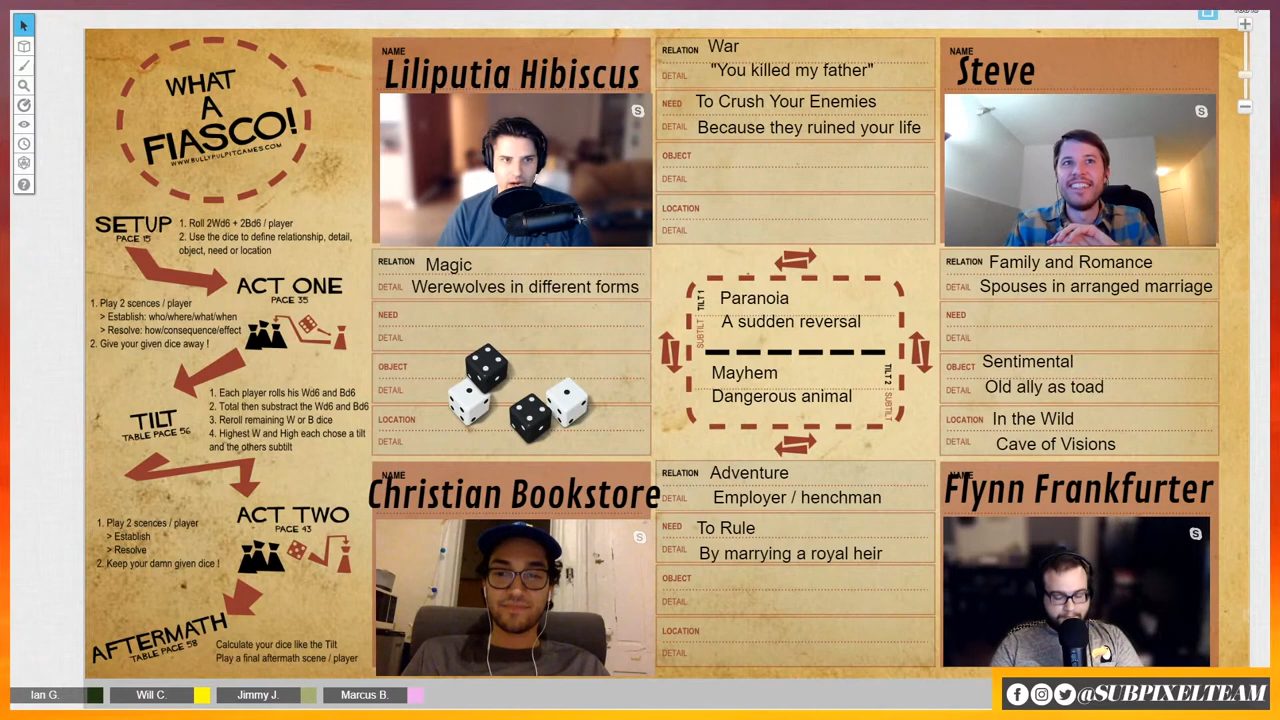 WHAT
A
FIASCO!
WWW.BULLYPULPITGAMES.COM
SETUP
PAGE 15
1. Roll 2Wd6 + 2Bd6 / player
2. Use the dice to define relationship, detail,
object, need or location
ACT ONE
PAGE 35
1. Play 2 scences / player
> Establish: who/where/what/when
> Resolve: how/consequence/effect
2. Give your given dice away !
TILT
TABLE PAGE 56
1. Each player rolls his Wd6 and Bd6
2. Total then substract the Wd6 and Bd6
3. Reroll remaining W or B dice
4. Highest W and High each chose a tilt
and the others subtilt
ACT TWO
PAGE 43
1. Play 2 scences / player
> Establish
> Resolve
2. Keep your damn given dice !
AFTERMATH
TABLE PAGE 58
Calculate your dice like the Tilt
Play a final aftermath scene / player
NAME
Liliputia Hibiscus
RELATION War
DETAIL "You killed my father"
NEED To Crush Your Enemies
DETAIL Because they ruined your life
OBJECT
DETAIL
LOCATION
DETAIL
NAME
Steve
RELATION Magic
DETAIL Werewolves in different forms
NEED
DETAIL
OBJECT
DETAIL
LOCATION
DETAIL
TILT 1
SUBTILT
Paranoia
A sudden reversal
Mayhem
Dangerous animal
TILT 2
SUBTILT
RELATION Family and Romance
DETAIL Spouses in arranged marriage
NEED
DETAIL
OBJECT Sentimental
DETAIL Old ally as toad
LOCATION In the Wild
DETAIL Cave of Visions
NAME
Christian Bookstore
RELATION Adventure
DETAIL Employer / henchman
NEED To Rule
DETAIL By marrying a royal heir
OBJECT
DETAIL
LOCATION
DETAIL
NAME
Flynn Frankfurter
Ian G.
Will C.
Jimmy J.
Marcus B.
@SUBPIXELTEAM